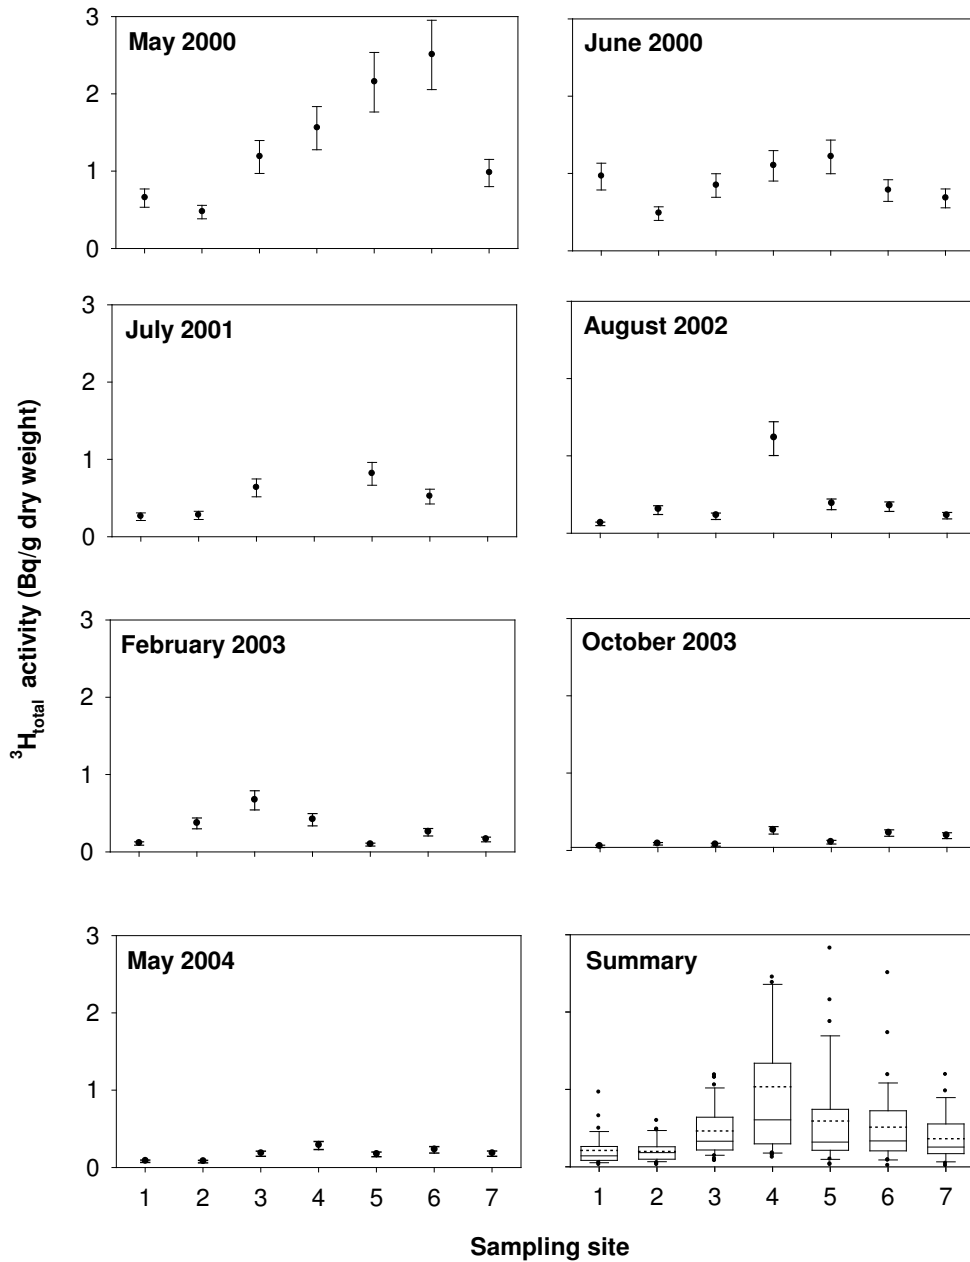 May 2000
June 2000
3
2
1
0
July 2001
August 2002
3
2
1
0
February 2003
October 2003
3
2
1
0
May 2004
Summary
3
2
1
0
1 2 3 4 5 6 7
1 2 3 4 5 6 7
³H_total activity (Bq/g dry weight)
Sampling site